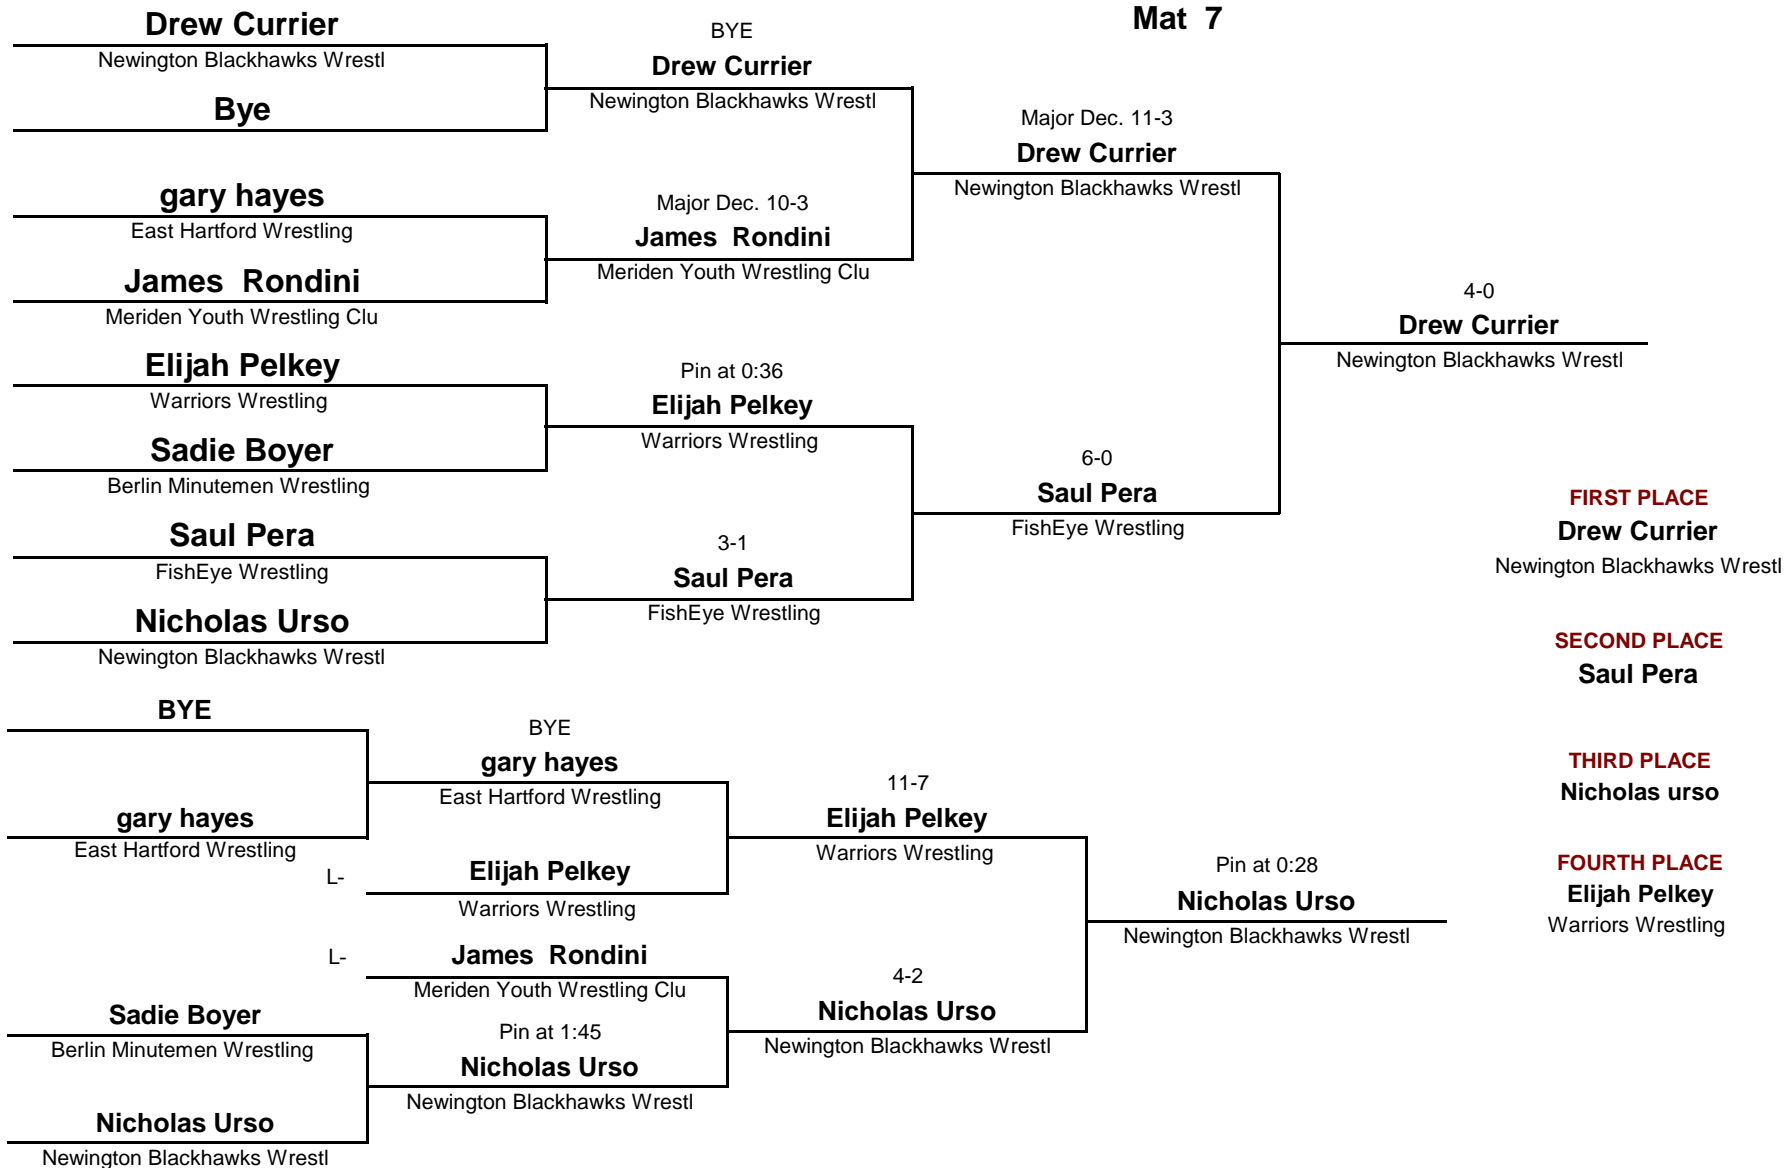 Mat 7
Drew Currier
Newington Blackhawks Wrestl
Bye
gary hayes
East Hartford Wrestling
James Rondini
Meriden Youth Wrestling Clu
Elijah Pelkey
Warriors Wrestling
Sadie Boyer
Berlin Minutemen Wrestling
Saul Pera
FishEye Wrestling
Nicholas Urso
Newington Blackhawks Wrestl
BYE
Drew Currier
Newington Blackhawks Wrestl
Major Dec. 10-3
James Rondini
Meriden Youth Wrestling Clu
Pin at 0:36
Elijah Pelkey
Warriors Wrestling
3-1
Saul Pera
FishEye Wrestling
Major Dec. 11-3
Drew Currier
Newington Blackhawks Wrestl
6-0
Saul Pera
FishEye Wrestling
4-0
Drew Currier
Newington Blackhawks Wrestl
FIRST PLACE
Drew Currier
Newington Blackhawks Wrestl
SECOND PLACE
Saul Pera
THIRD PLACE
Nicholas urso
FOURTH PLACE
Elijah Pelkey
Warriors Wrestling
BYE
gary hayes
East Hartford Wrestling
Sadie Boyer
Berlin Minutemen Wrestling
Nicholas Urso
Newington Blackhawks Wrestl
BYE
gary hayes
East Hartford Wrestling
L-
Elijah Pelkey
Warriors Wrestling
L-
James Rondini
Meriden Youth Wrestling Clu
Pin at 1:45
Nicholas Urso
Newington Blackhawks Wrestl
11-7
Elijah Pelkey
Warriors Wrestling
4-2
Nicholas Urso
Newington Blackhawks Wrestl
Pin at 0:28
Nicholas Urso
Newington Blackhawks Wrestl